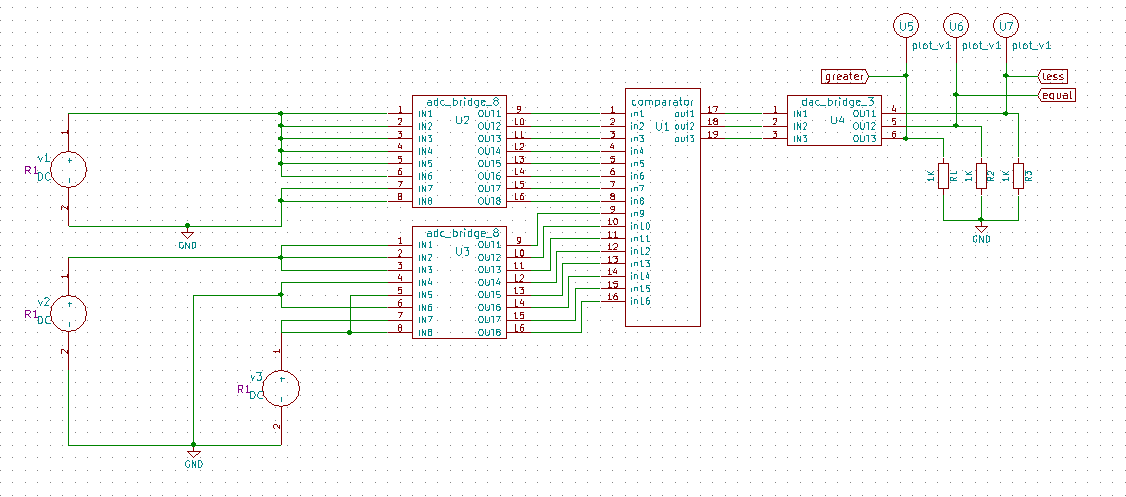 U5
U6
U7
plot_v1
plot_v1
plot_v1
greater
less
equal
v1
DC
R1
1
2
GND
adc_bridge_8
U2
1 IN1 OUT1 9
2 IN2 OUT2 10
3 IN3 OUT3 11
4 IN4 OUT4 12
5 IN5 OUT5 13
6 IN6 OUT6 14
7 IN7 OUT7 15
8 IN8 OUT8 16
adc_bridge_8
U3
1 IN1 OUT1 9
2 IN2 OUT2 10
3 IN3 OUT3 11
4 IN4 OUT4 12
5 IN5 OUT5 13
6 IN6 OUT6 14
7 IN7 OUT7 15
8 IN8 OUT8 16
comparator
U1
1 in1 out1 17
2 in2 out2 18
3 in3 out3 19
4 in4
5 in5
6 in6
7 in7
8 in8
9 in9
10 in10
11 in11
12 in12
13 in13
14 in14
15 in15
16 in16
dac_bridge_3
U4
1 IN1 OUT1 4
2 IN2 OUT2 5
3 IN3 OUT3 6
1K R1
1K R2
1K R3
GND
v2
DC
R1
1
2
v3
DC
R1
1
2
GND